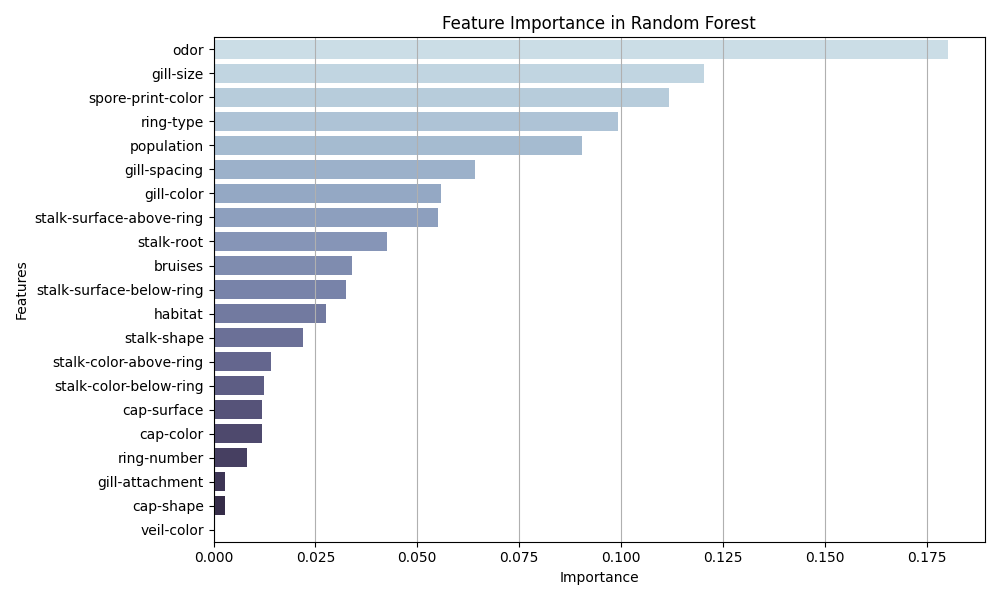 Feature Importance in Random Forest
odor
gill-size
spore-print-color
ring-type
population
gill-spacing
gill-color
stalk-surface-above-ring
stalk-root
bruises
stalk-surface-below-ring
habitat
stalk-shape
stalk-color-above-ring
stalk-color-below-ring
cap-surface
cap-color
ring-number
gill-attachment
cap-shape
veil-color
Features
0.000 0.025 0.050 0.075 0.100 0.125 0.150 0.175
Importance